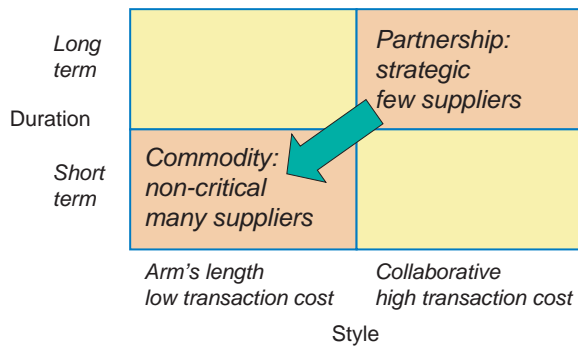 Long
term
Partnership:
strategic
few suppliers
Duration
Short
term
Commodity:
non-critical
many suppliers
Arm's length
low transaction cost
Collaborative
high transaction cost
Style